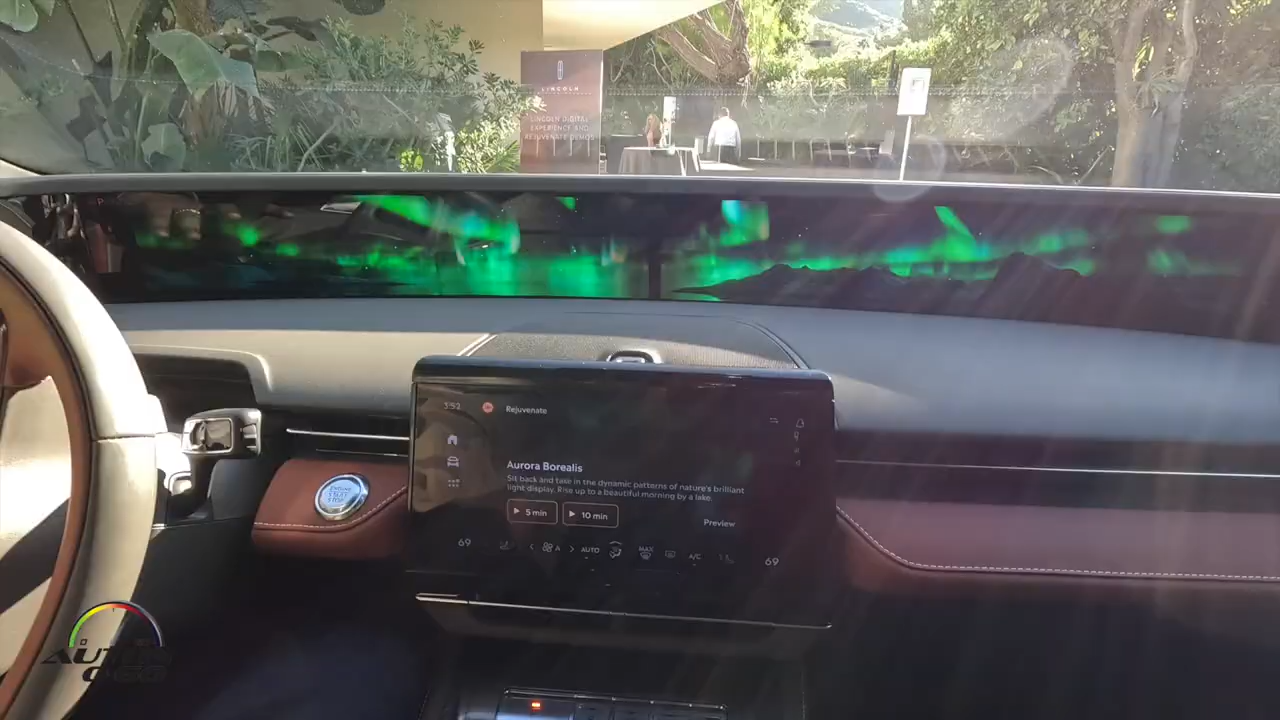 LINCOLN
LINCOLN DIGITAL
EXPERIENCE AND
REJUVENATE DEMOS
5:53
Rejuvenate
Aurora Borealis
Sit back and take in the dynamic patterns of nature's brilliant
light display. Rise up to a beautiful morning by a lake.
5 min
10 min
Preview
69
A
AUTO
MAX
A/C
69
ENGINE
START
STOP